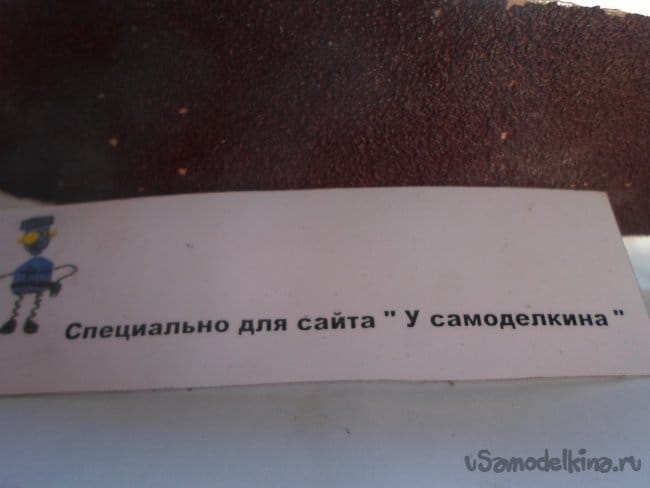 Специально для сайта " У самоделкина "
uSamodelkina.ru